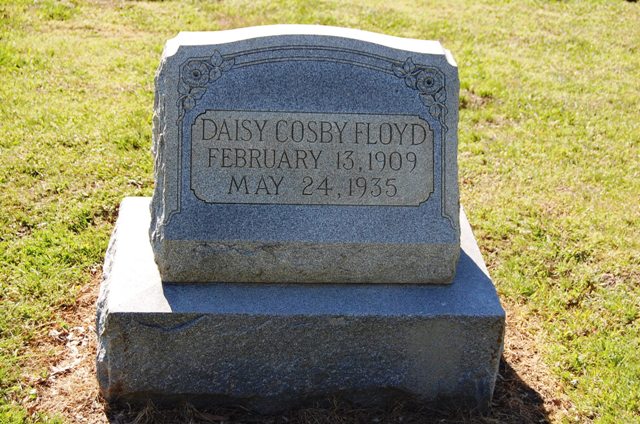 DAISY COSBY FLOYD
FEBRUARY 13, 1909
MAY 24, 1935